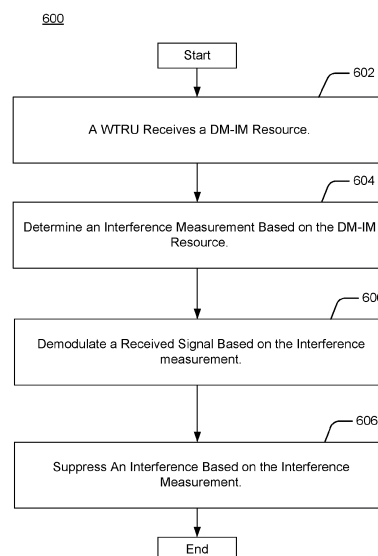 600
Start
602
A WTRU Receives a DM-IM Resource.
604
Determine an Interference Measurement Based on the DM-IM
Resource.
Demodulate a Received Signal Based on the Interference
measurement.
606
Suppress An Interference Based on the Interference
Measurement.
End